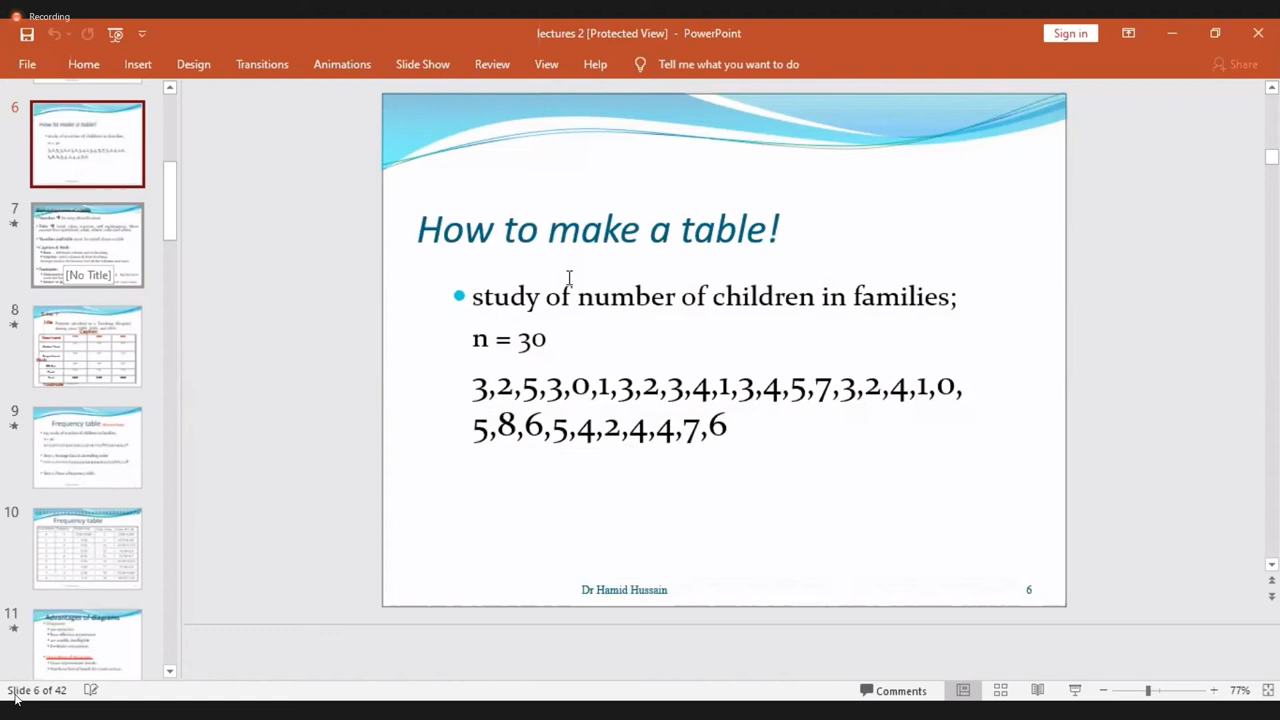 Recording
lectures 2 [Protected View] - PowerPoint
Sign in
File Home Insert Design Transitions Animations Slide Show Review View Help Tell me what you want to do Share
6
How to make a table!
7
[No Title]
8
9
Frequency table
10
Frequency table
11
Advantages of diagrams
How to make a table!
study of number of children in families;
n = 30
3,2,5,3,0,1,3,2,3,4,1,3,4,5,7,3,2,4,1,0,
5,8,6,5,4,2,4,4,7,6
Dr Hamid Hussain 6
Slide 6 of 42 Comments 77%